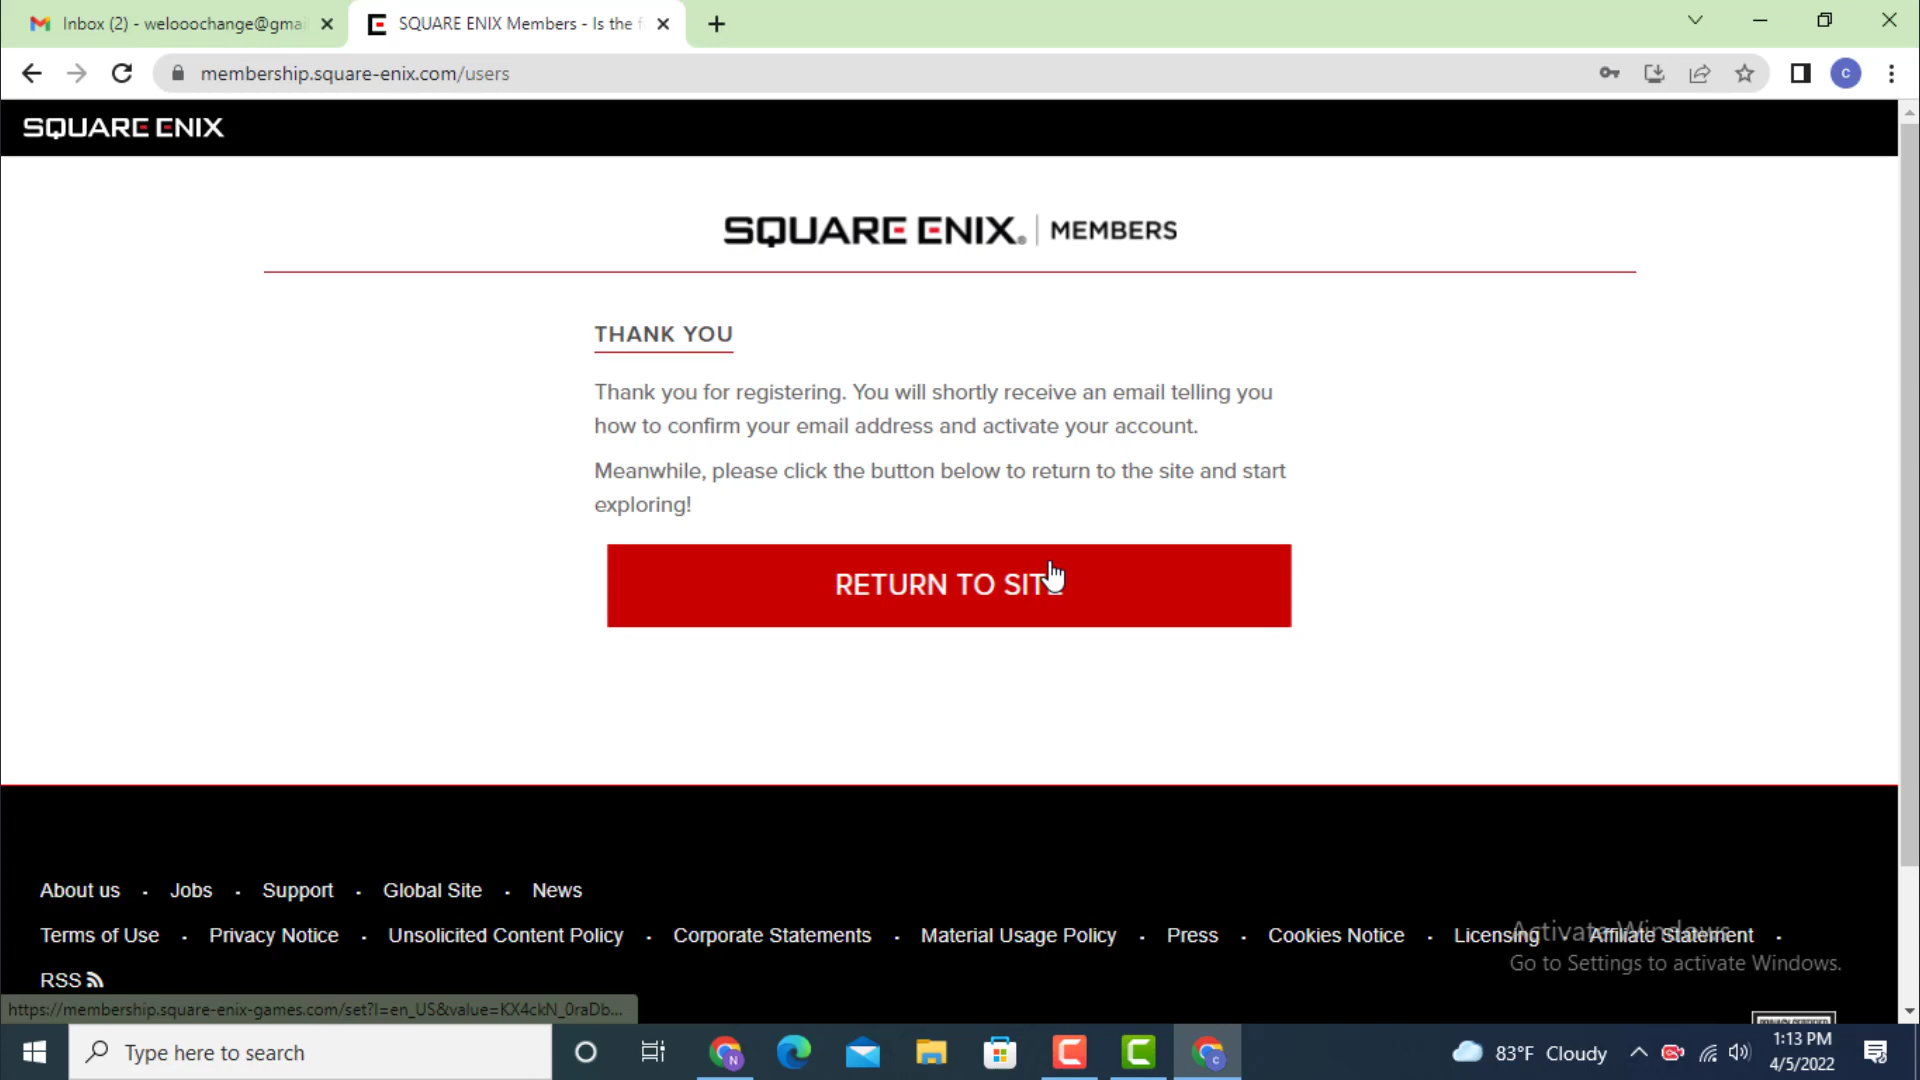 Inbox (2) - welooochange@gmai
SQUARE ENIX Members - Is the f
membership.square-enix.com/users
C
SQUARE ENIX
SQUARE ENIX. MEMBERS
THANK YOU
Thank you for registering. You will shortly receive an email telling you
how to confirm your email address and activate your account.
Meanwhile, please click the button below to return to the site and start
exploring!
RETURN TO SITE
About us · Jobs · Support · Global Site · News
Terms of Use · Privacy Notice · Unsolicited Content Policy · Corporate Statements · Material Usage Policy · Press · Cookies Notice · Licensing · Affiliate Statement ·
Activate Windows
Go to Settings to activate Windows.
RSS
https://membership.square-enix-games.com/set?l=en_US&value=KX4ckN_0raDb...
Type here to search
N
C
83°F Cloudy
1:13 PM
4/5/2022